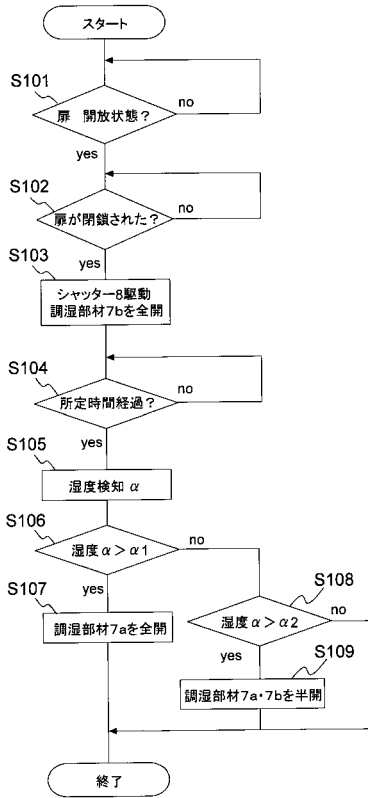 スタート
S101
扉 開放状態?
no
yes
S102
扉が閉鎖された?
no
yes
S103
シャッター8駆動
調湿部材7bを全開
S104
所定時間経過?
no
yes
S105
湿度検知 α
S106
湿度 α > α1
no
yes
S107
調湿部材7aを全開
S108
湿度 α > α2
no
yes
S109
調湿部材7a・7bを半開
終了